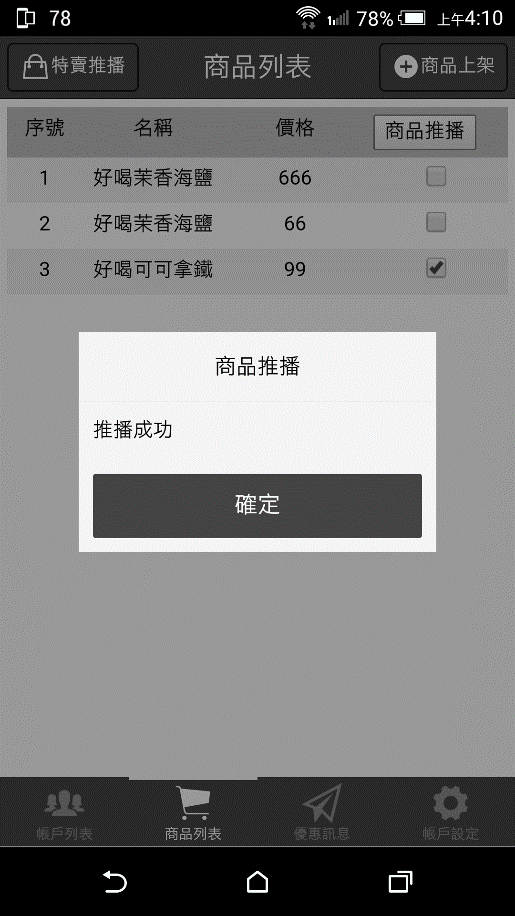 78 78% 上午4:10
特賣推播 商品列表 商品上架
序號 名稱 價格 商品推播
1 好喝茉香海鹽 666
2 好喝茉香海鹽 66
3 好喝可可拿鐵 99
商品推播
推播成功
確定
帳戶列表 商品列表 優惠訊息 帳戶設定